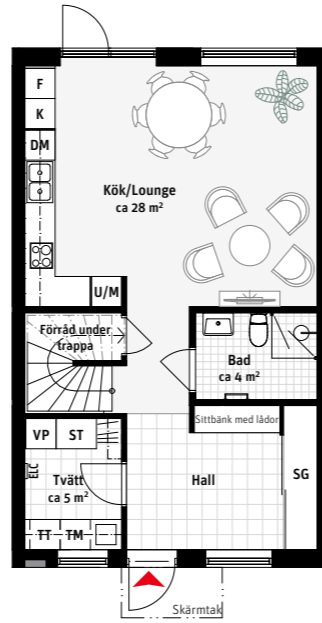 F
K
DM
Kök/Lounge
ca 28 m²
U/M
Förråd under
trappa
Bad
ca 4 m²
Sittbänk med lådor
VP ST
ELC
Tvätt
ca 5 m²
Hall
SG
TT TM
Skärmtak